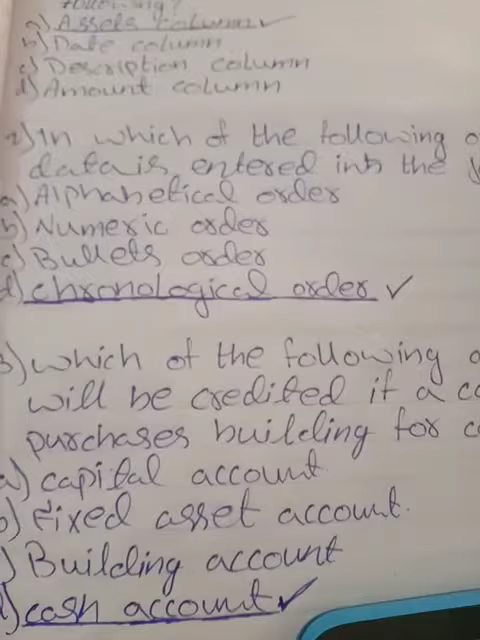 following?
a) Assets column ✓
b) Date column
c) Description column
d) Amount column
2) In which of the following
data is entered into the
a) Alphabetical order
b) Numeric order
c) Bullets order
d) chronological order ✓
3) which of the following
will be credited if a
purchases building for
a) capital account
b) Fixed asset account.
) Building account
d) cash account ✓